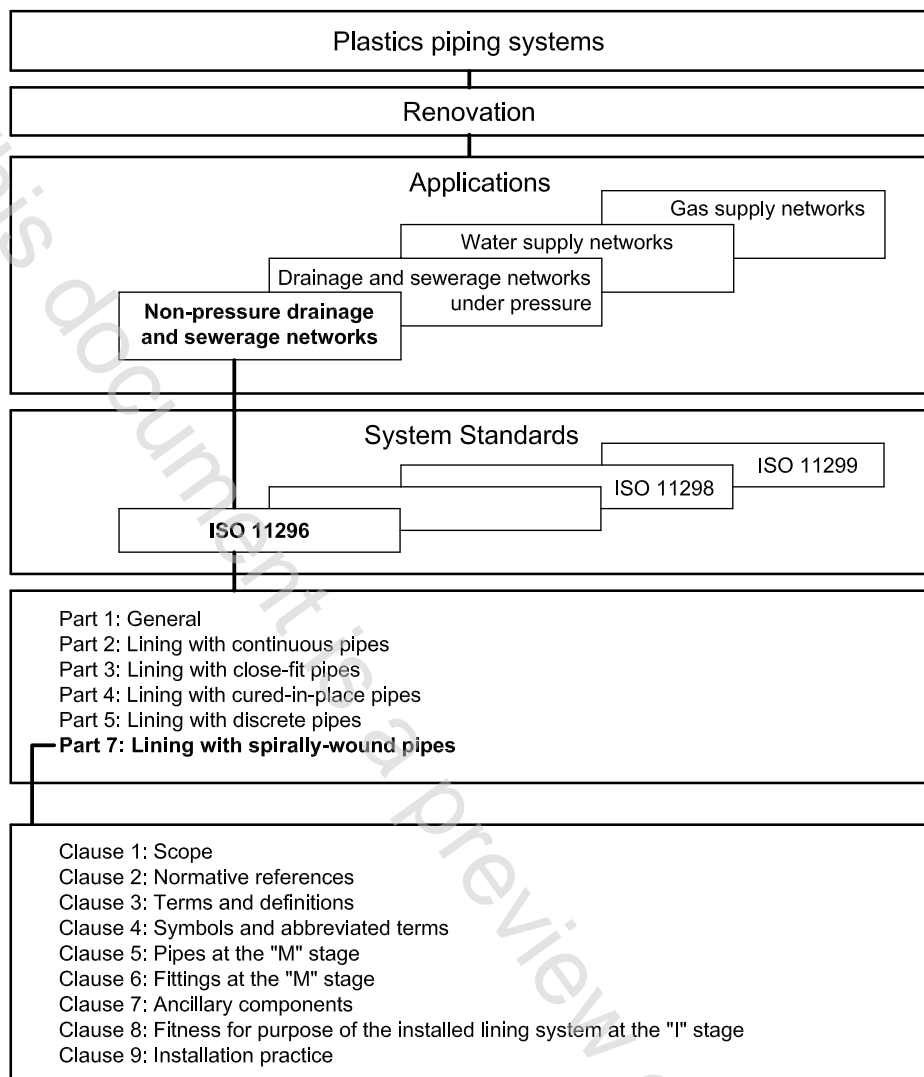 Plastics piping systems
Renovation
Applications
Gas supply networks
Water supply networks
Drainage and sewerage networks
under pressure
Non-pressure drainage
and sewerage networks
System Standards
ISO 11299
ISO 11298
ISO 11296
Part 1: General
Part 2: Lining with continuous pipes
Part 3: Lining with close-fit pipes
Part 4: Lining with cured-in-place pipes
Part 5: Lining with discrete pipes
Part 7: Lining with spirally-wound pipes
Clause 1: Scope
Clause 2: Normative references
Clause 3: Terms and definitions
Clause 4: Symbols and abbreviated terms
Clause 5: Pipes at the "M" stage
Clause 6: Fittings at the "M" stage
Clause 7: Ancillary components
Clause 8: Fitness for purpose of the installed lining system at the "I" stage
Clause 9: Installation practice
this document is a preview